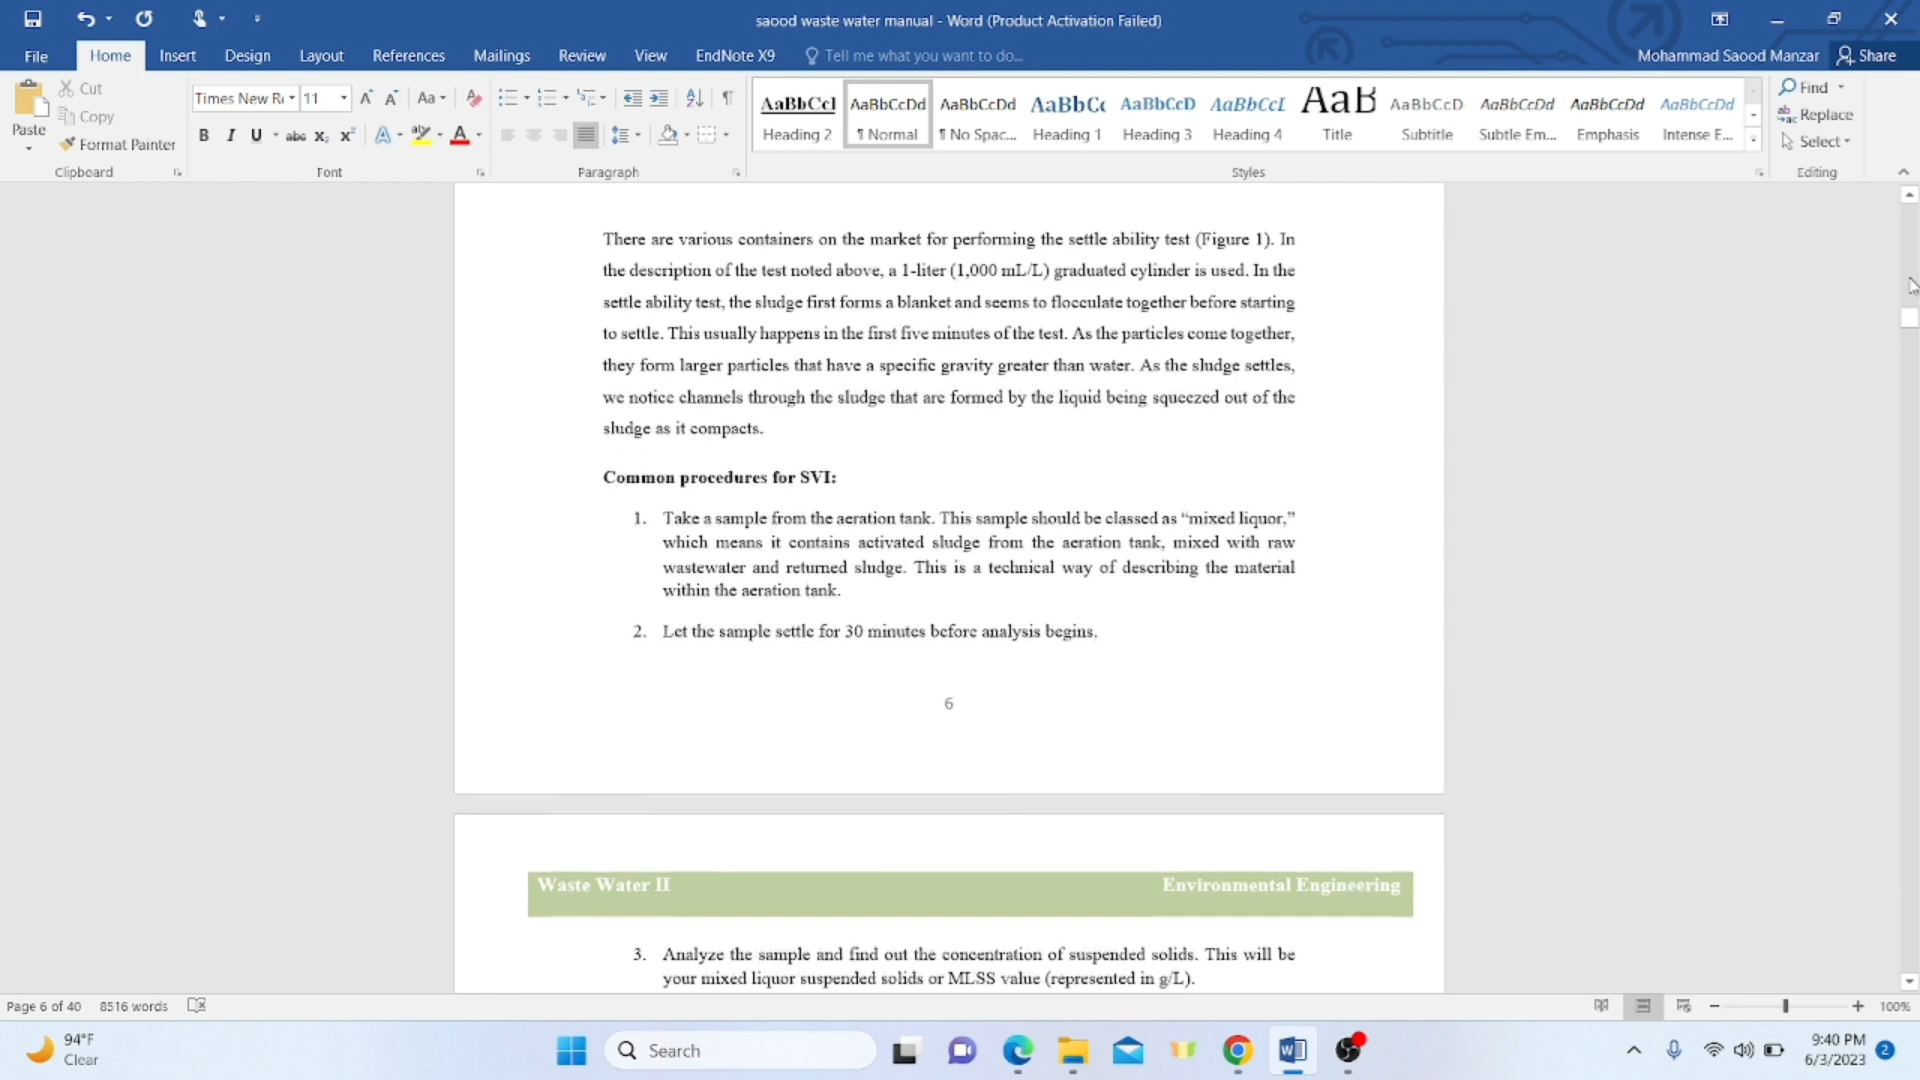 saood waste water manual - Word (Product Activation Failed)
File Home Insert Design Layout References Mailings Review View EndNote X9 Tell me what you want to do... Mohammad Saood Manzar Share
Paste
Cut
Copy
Format Painter
Clipboard
Times New R 11
Font
Paragraph
AaBbCcI AaBbCcDd AaBbCcDd AaBbCc AaBbCcD AaBbCcL AaB AaBbCcD AaBbCcDd AaBbCcDd AaBbCcDd
Heading 2 ¶ Normal ¶ No Spac... Heading 1 Heading 3 Heading 4 Title Subtitle Subtle Em... Emphasis Intense E...
Styles
Find
Replace
Select
Editing
There are various containers on the market for performing the settle ability test (Figure 1). In
the description of the test noted above, a 1-liter (1,000 mL/L) graduated cylinder is used. In the
settle ability test, the sludge first forms a blanket and seems to flocculate together before starting
to settle. This usually happens in the first five minutes of the test. As the particles come together,
they form larger particles that have a specific gravity greater than water. As the sludge settles,
we notice channels through the sludge that are formed by the liquid being squeezed out of the
sludge as it compacts.
Common procedures for SVI:
1. Take a sample from the aeration tank. This sample should be classed as “mixed liquor,”
which means it contains activated sludge from the aeration tank, mixed with raw
wastewater and returned sludge. This is a technical way of describing the material
within the aeration tank.
2. Let the sample settle for 30 minutes before analysis begins.
6
Waste Water II Environmental Engineering
3. Analyze the sample and find out the concentration of suspended solids. This will be
your mixed liquor suspended solids or MLSS value (represented in g/L).
Page 6 of 40 8516 words 100%
94°F
Clear
Search
9:40 PM
6/3/2023
2